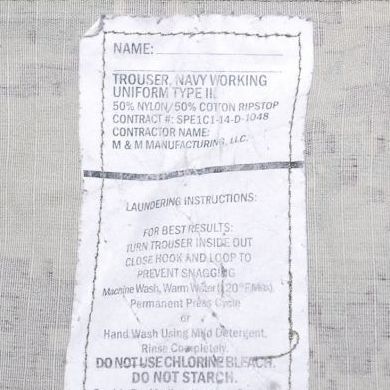 NAME:
TROUSER, NAVY WORKING
UNIFORM TYPE II.
50% NYLON/50% COTTON RIPSTOP
CONTRACT #: SPE1C1-14-D-1048
CONTRACTOR NAME:
M & M MANUFACTURING, LLC.
LAUNDERING INSTRUCTIONS:
FOR BEST RESULTS:
TURN TROUSER INSIDE OUT
CLOSE HOOK AND LOOP TO
PREVENT SNAGGING
Machine Wash, Warm Water (120°F Max).
Permanent Press Cycle
or
Hand Wash Using Mild Detergent.
Rinse Completely.
DO NOT USE CHLORINE BLEACH.
DO NOT STARCH.